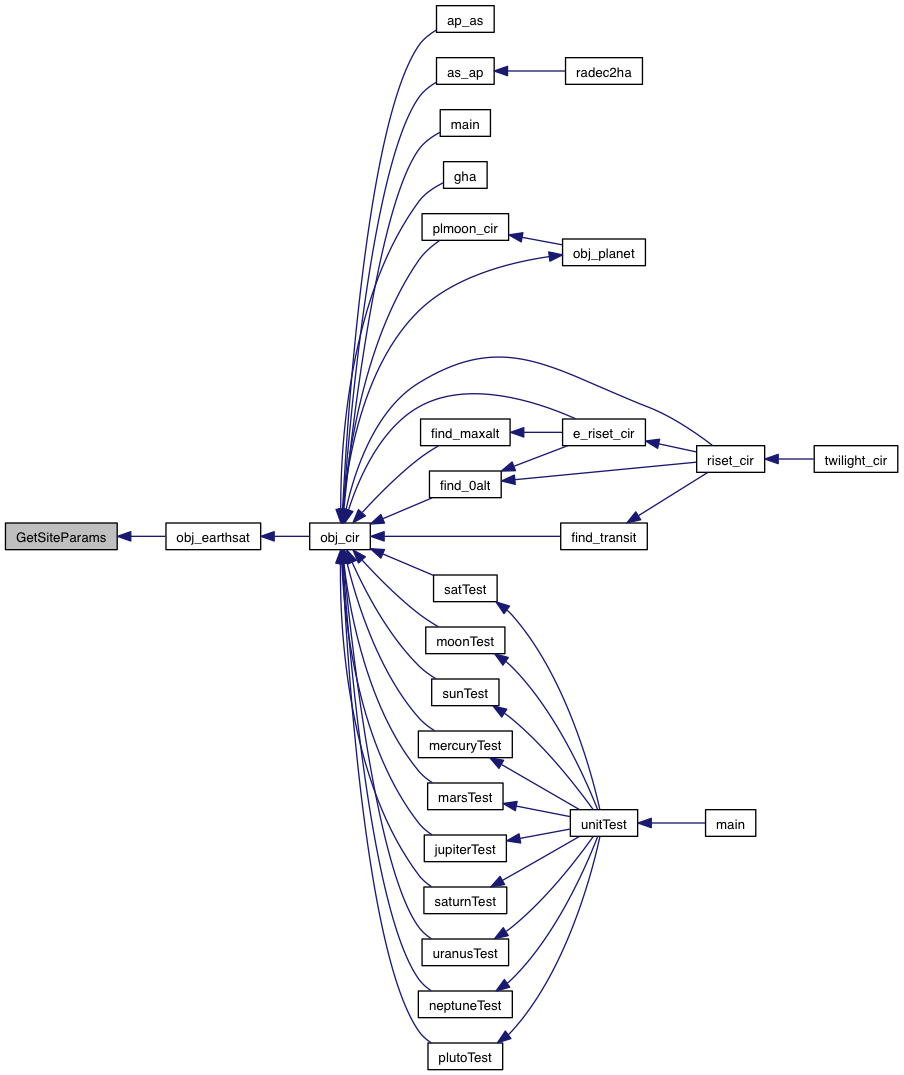 ap_as
as_ap
radec2ha
main
gha
plmoon_cir
obj_planet
find_maxalt
e_riset_cir
riset_cir
twilight_cir
find_0alt
GetSiteParams
obj_earthsat
obj_cir
find_transit
satTest
moonTest
sunTest
mercuryTest
marsTest
unitTest
main
jupiterTest
saturnTest
uranusTest
neptuneTest
plutoTest